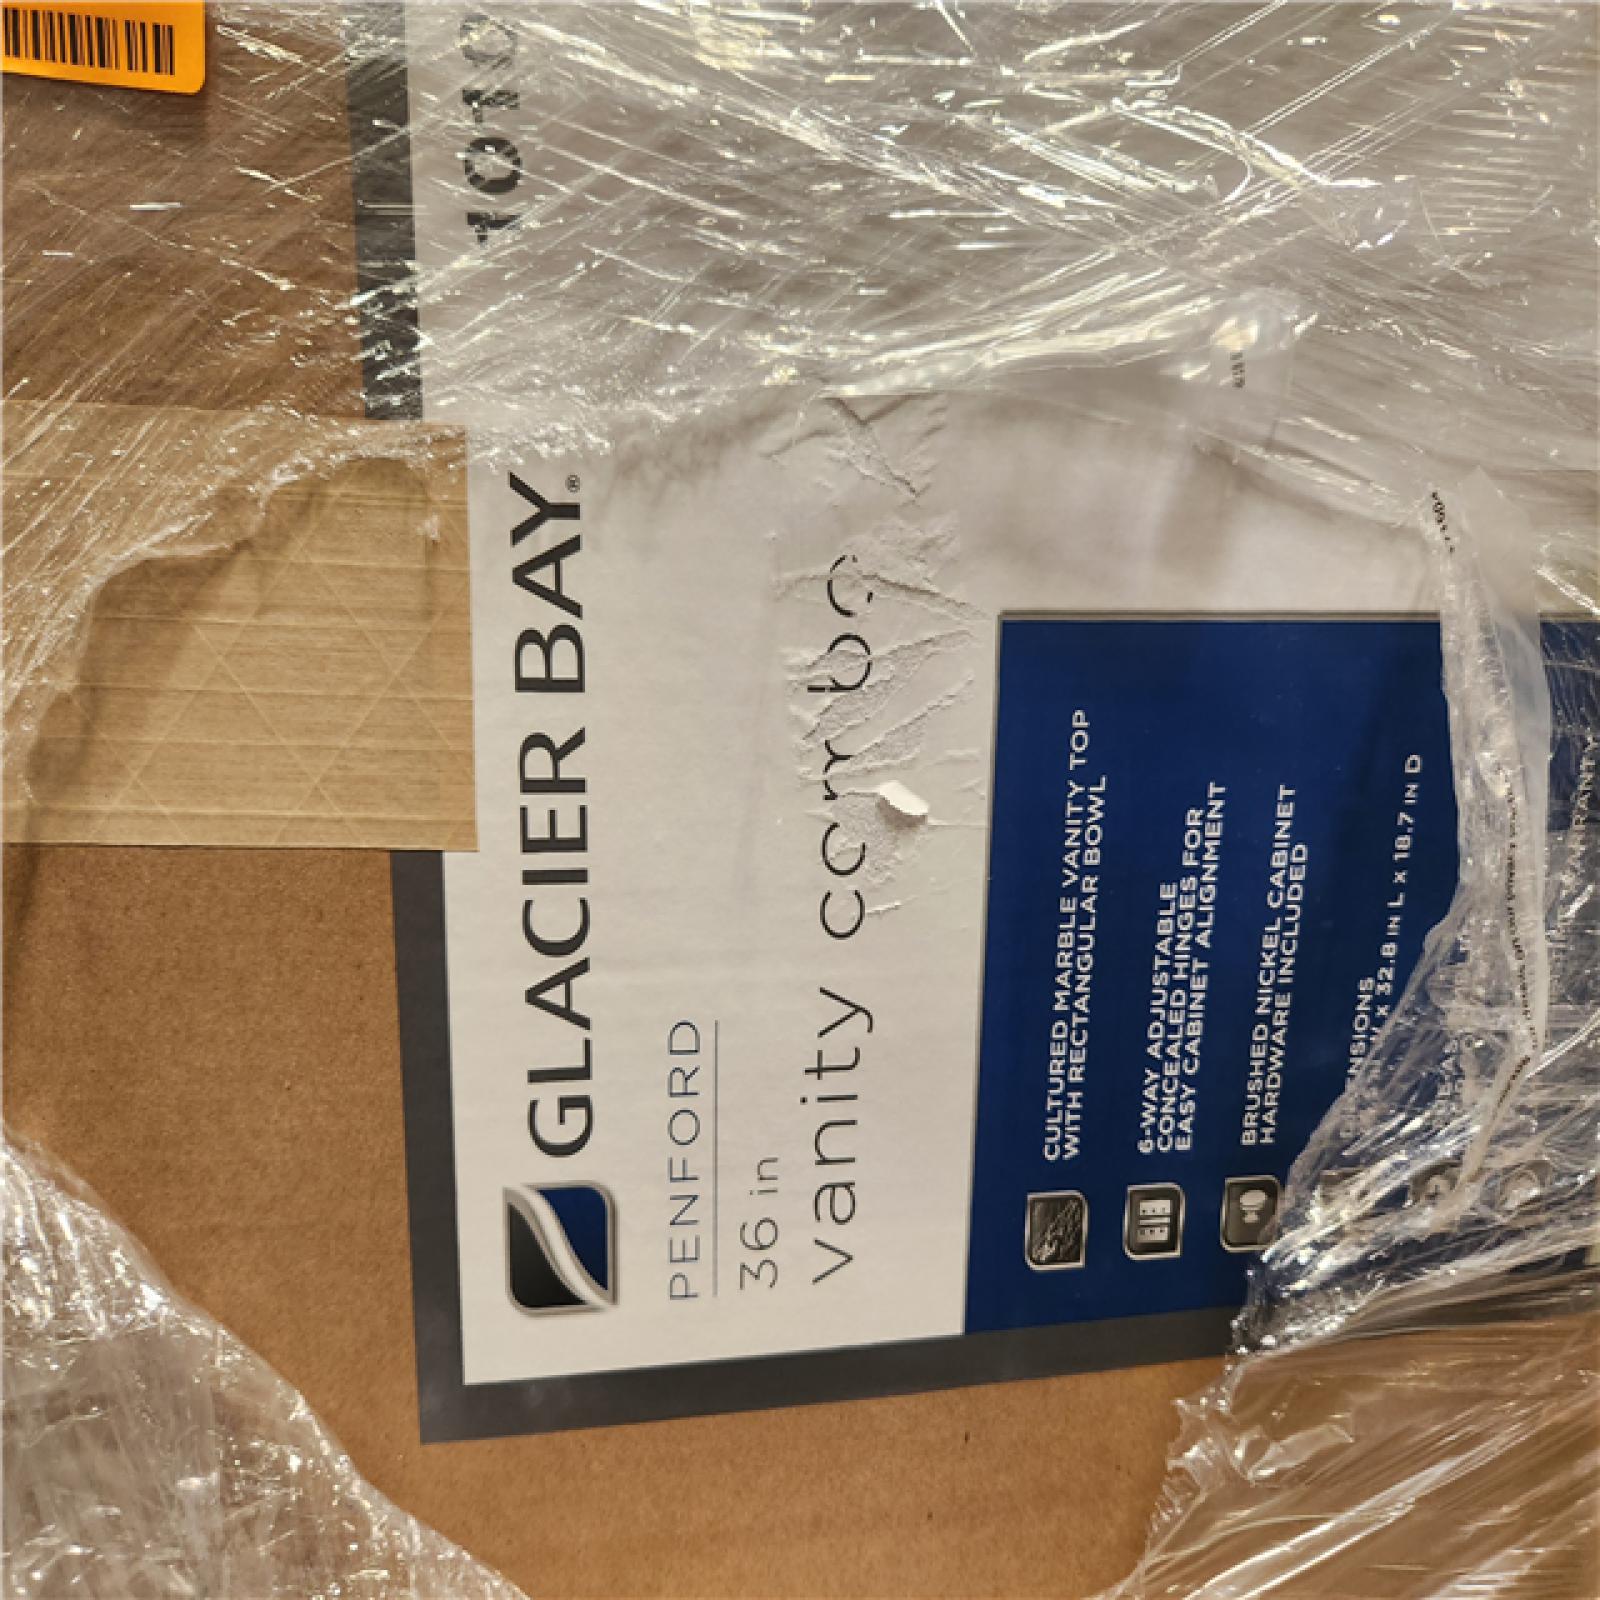 GLACIER BAY®
PENFORD
36 in
vanity combo
CULTURED MARBLE VANITY TOP
WITH RECTANGULAR BOWL
6-WAY ADJUSTABLE
CONCEALED HINGES FOR
EASY CABINET ALIGNMENT
BRUSHED NICKEL CABINET
HARDWARE INCLUDED
x 32.8 IN L x 18.7 IN D
WARRANTY